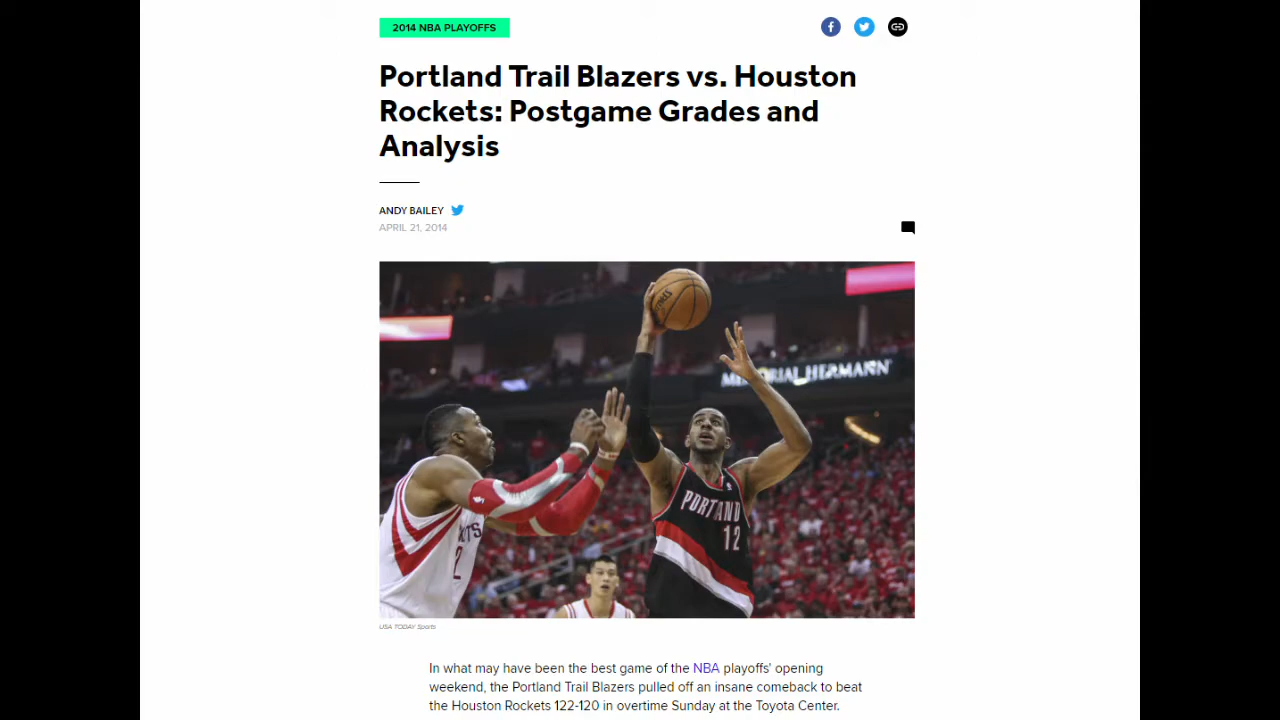 2014 NBA PLAYOFFS
Portland Trail Blazers vs. Houston
Rockets: Postgame Grades and
Analysis
ANDY BAILEY
APRIL 21, 2014
MEMORIAL HERMANN
PORTLAND
12
2
USA TODAY Sports
In what may have been the best game of the NBA playoffs' opening
weekend, the Portland Trail Blazers pulled off an insane comeback to beat
the Houston Rockets 122-120 in overtime Sunday at the Toyota Center.